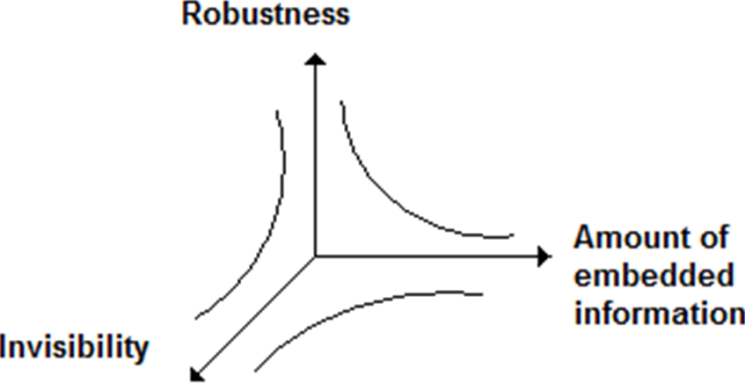 Robustness
Amount of
embedded
information
Invisibility